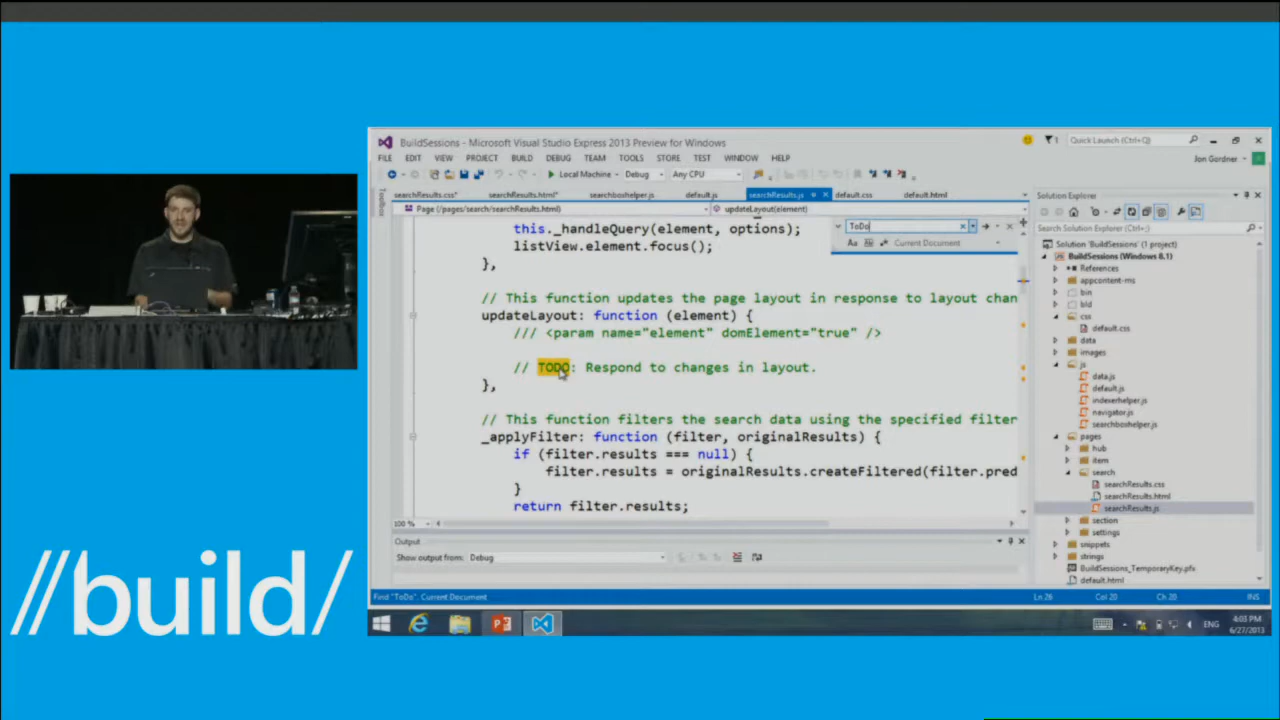 BuildSessions - Microsoft Visual Studio Express 2013 Preview for Windows
Quick Launch (Ctrl+Q)
FILE EDIT VIEW PROJECT BUILD DEBUG TEAM TOOLS STORE TEST WINDOW HELP
Jon Gardner
Local Machine Debug Any CPU
searchResults.css* searchResults.html* searchboxhelper.js default.js searchResults.js default.css default.html
Toolbox
Page (/pages/search/searchResults.html) updateLayout(element)
ToDo
Aa Current Document
this._handleQuery(element, options);
listView.element.focus();
},
// This function updates the page layout in response to layout chan
updateLayout: function (element) {
/// <param name="element" domElement="true" />
// TODO: Respond to changes in layout.
},
// This function filters the search data using the specified filter
_applyFilter: function (filter, originalResults) {
if (filter.results === null) {
filter.results = originalResults.createFiltered(filter.pred
}
return filter.results;
100 %
Output
Show output from: Debug
Find "ToDo", Current Document
Ln 26 Col 20 Ch 20 INS
Solution Explorer
Search Solution Explorer (Ctrl+;)
Solution 'BuildSessions' (1 project)
BuildSessions (Windows 8.1)
References
appcontent-ms
bin
bld
css
default.css
data
images
js
data.js
default.js
indexerhelper.js
navigator.js
searchboxhelper.js
pages
hub
item
search
searchResults.css
searchResults.html
searchResults.js
section
settings
snippets
strings
BuildSessions_TemporaryKey.pfx
default.html
ENG
4:03 PM
6/27/2013
//build/